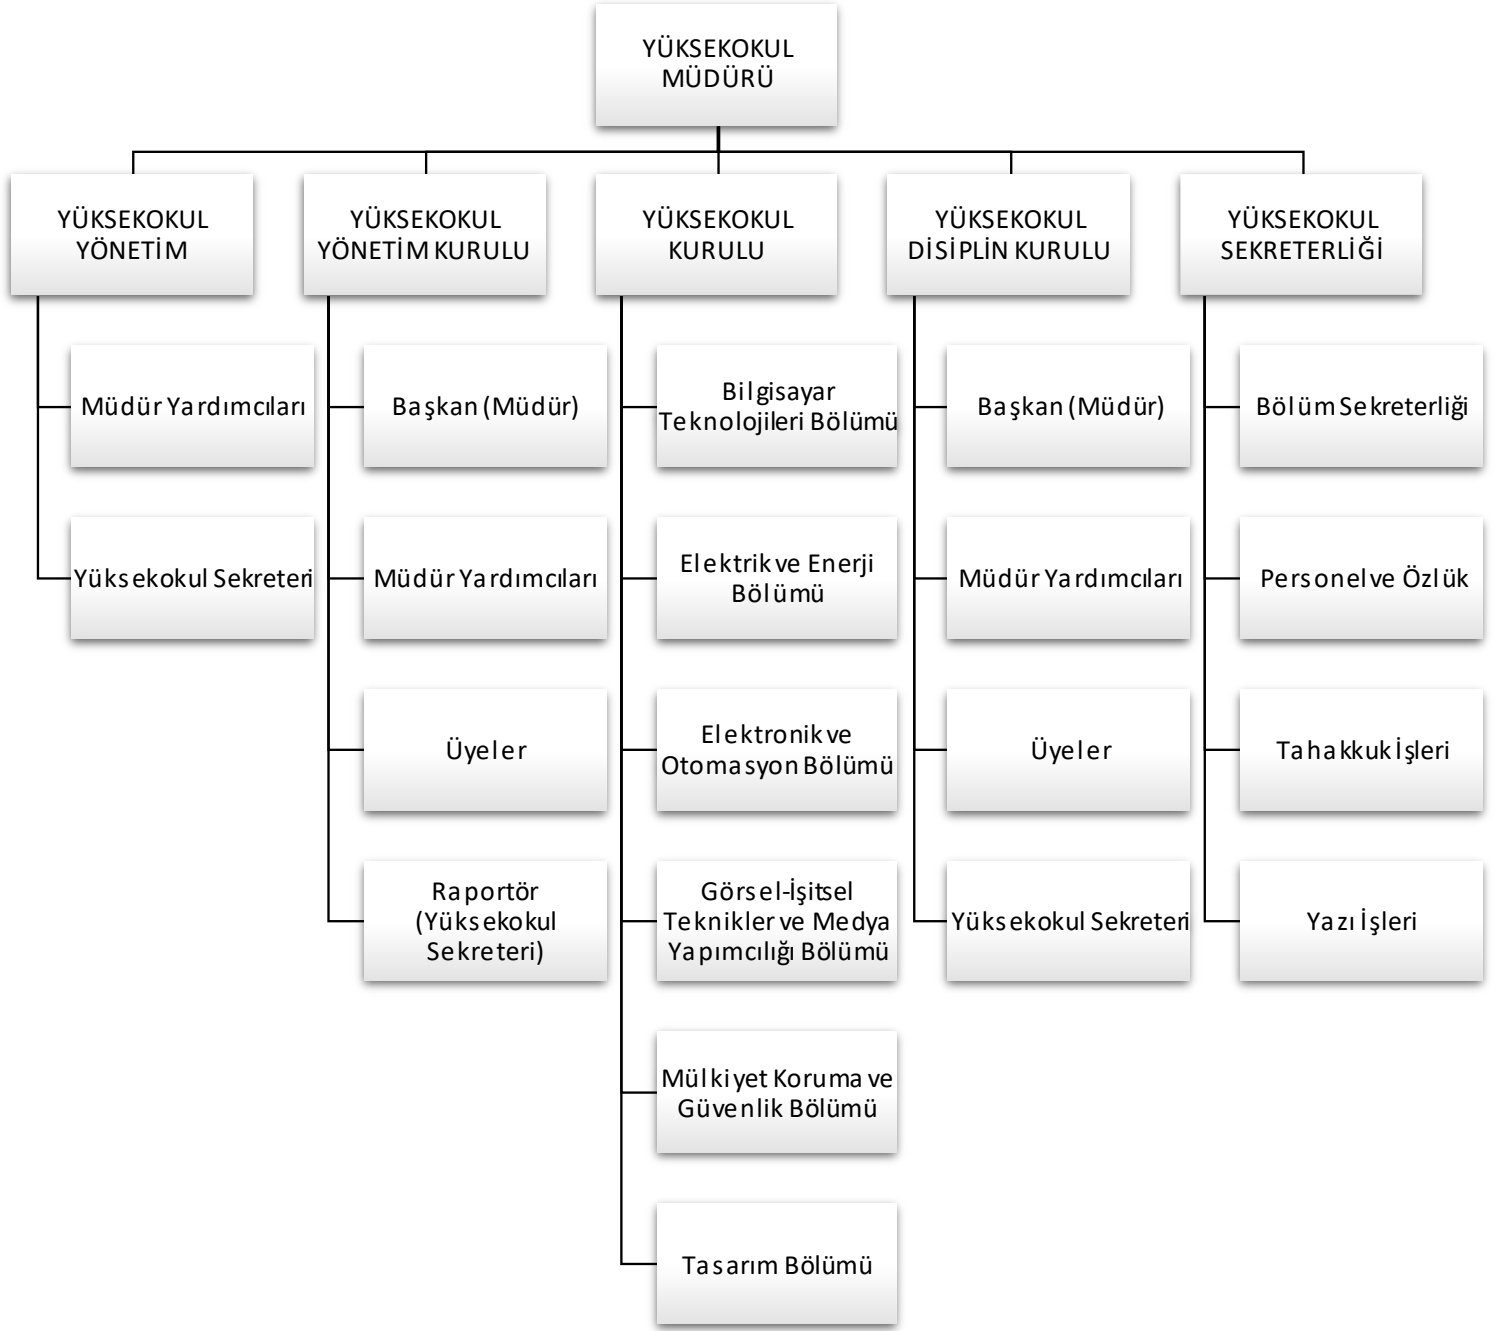 YÜKSEKOKUL
MÜDÜRÜ
YÜKSEKOKUL
YÖNETİM
YÜKSEKOKUL
YÖNETİM KURULU
YÜKSEKOKUL
KURULU
YÜKSEKOKUL
DİSİPLİN KURULU
YÜKSEKOKUL
SEKRETERLİĞİ
Müdür Yardımcıları
Yüksekokul Sekreteri
Başkan (Müdür)
Müdür Yardımcıları
Üyeler
Raportör
(Yüksekokul
Sekreteri)
Bilgisayar
Teknolojileri Bölümü
Elektrik ve Enerji
Bölümü
Elektronik ve
Otomasyon Bölümü
Görsel-İşitsel
Teknikler ve Medya
Yapımcılığı Bölümü
Mülkiyet Koruma ve
Güvenlik Bölümü
Tasarım Bölümü
Başkan (Müdür)
Müdür Yardımcıları
Üyeler
Yüksekokul Sekreteri
Bölüm Sekreterliği
Personel ve Özlük
Tahakkuk İşleri
Yazı İşleri